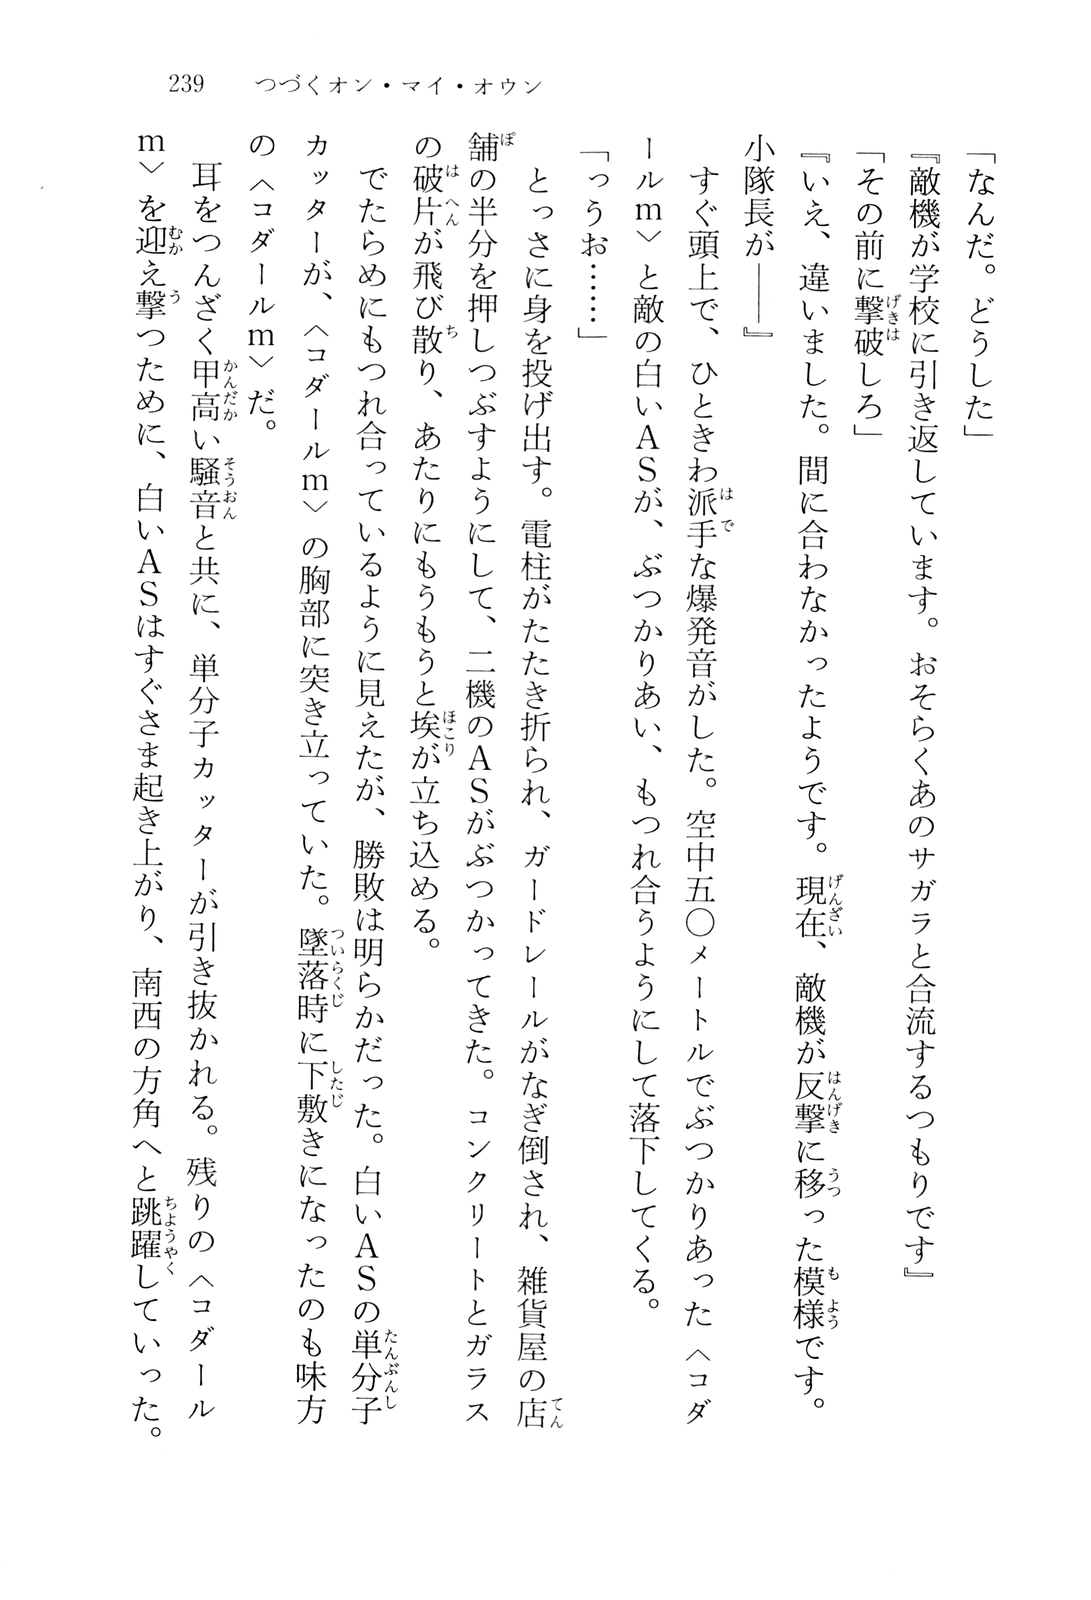 239　つづくオン・マイ・オウン
「なんだ。どうした」
『敵機が学校に引き返しています。おそらくあのサガラと合流するつもりです』
「その前に撃破しろ」
『いえ、違いました。間に合わなかったようです。現在、敵機が反撃に移った模様です。
小隊長が――』
　すぐ頭上で、ひときわ派手な爆発音がした。空中五〇メートルでぶつかりあった〈コダ
ールｍ〉と敵の白いＡＳが、ぶつかりあい、もつれ合うようにして落下してくる。
「っうお……」
　とっさに身を投げ出す。電柱がたたき折られ、ガードレールがなぎ倒され、雑貨屋の店
舗の半分を押しつぶすようにして、二機のＡＳがぶつかってきた。コンクリートとガラス
の破片が飛び散り、あたりにもうもうと埃が立ち込める。
　でたらめにもつれ合っているように見えたが、勝敗は明らかだった。白いＡＳの単分子
カッターが、〈コダールｍ〉の胸部に突き立っていた。墜落時に下敷きになったのも味方
の〈コダールｍ〉だ。
　耳をつんざく甲高い騒音と共に、単分子カッターが引き抜かれる。残りの〈コダール
ｍ〉を迎え撃つために、白いＡＳはすぐさま起き上がり、南西の方角へと跳躍していった。